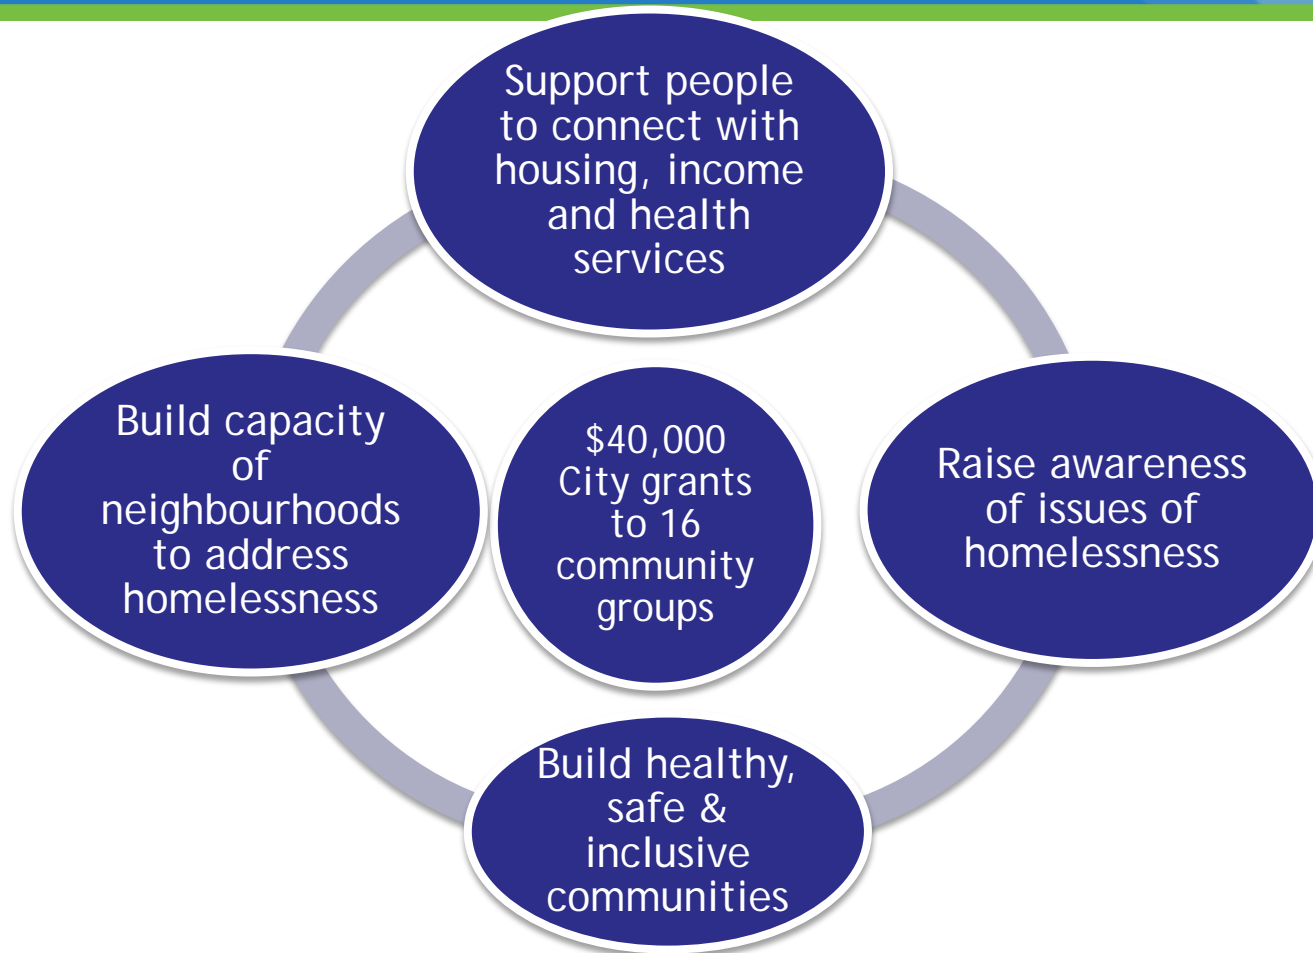 Support people
to connect with
housing, income
and health
services
Build capacity
of
neighbourhoods
to address
homelessness
$40,000
City grants
to 16
community
groups
Raise awareness
of issues of
homelessness
Build healthy,
safe &
inclusive
communities